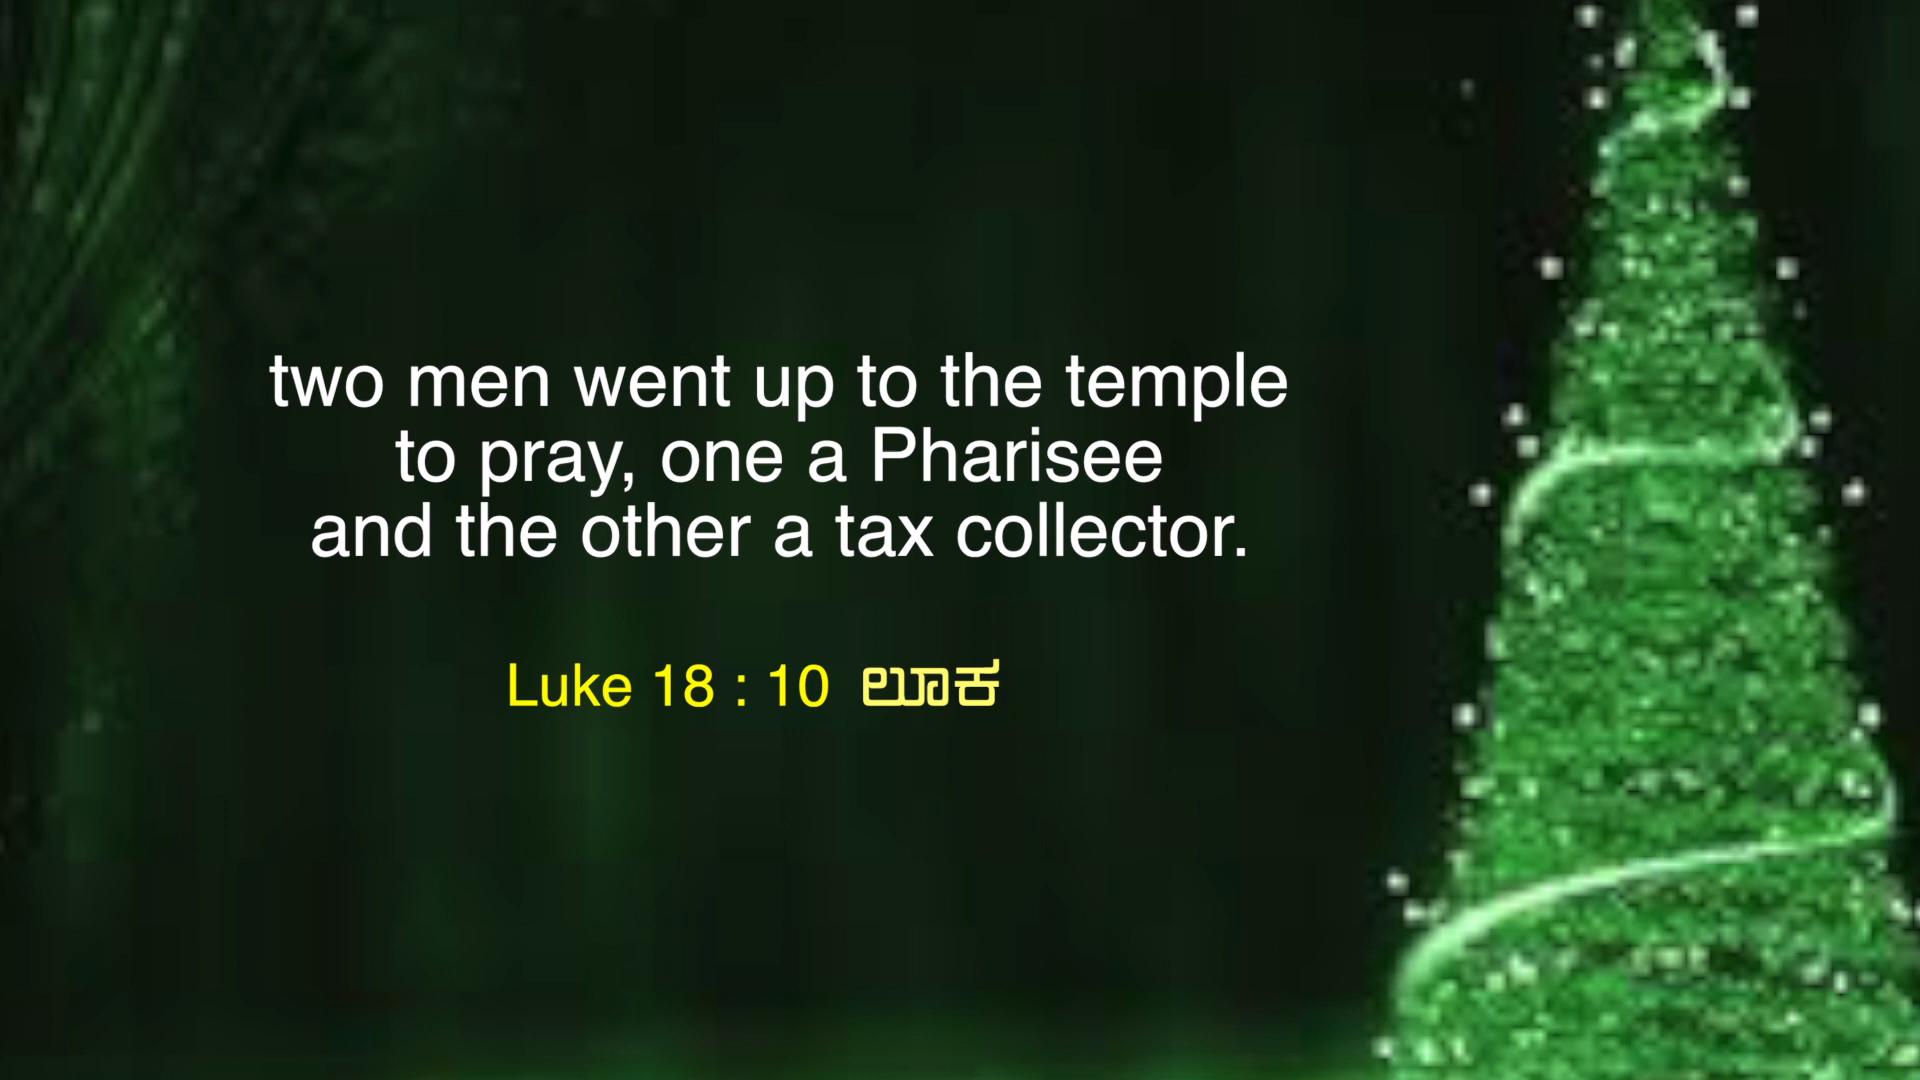 two men went up to the temple
to pray, one a Pharisee
and the other a tax collector.
Luke 18 : 10 ಲೂಕ